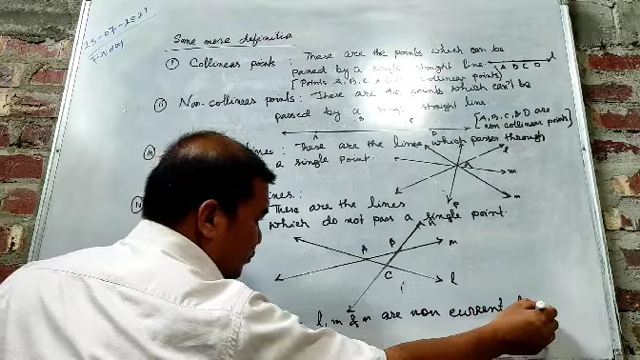 23-07-2021
Friday
Some more definition
(i) Collinear points : These are the points which can be
passed by a single straight line
A B C D l
[Points A, B, C & D collinear points]
(ii) Non-collinear points : These are the points which can't be
passed by a straight line.
A B C D
[A, B, C, & D are
non collinear points]
lines : These are the lines which passes through
a single point.
A l m n P
lines :
These are the lines
which do not pass a single point.
A B C n m l
l, m & n are non current